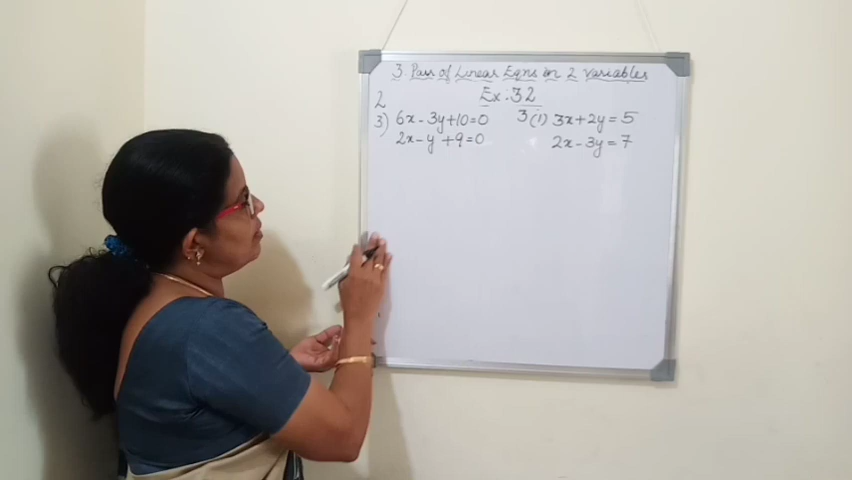 3. Pair of Linear Eqns in 2 Variables
Ex:3.2
2
3) 6x - 3y + 10 = 0
2x - y + 9 = 0
3(1) 3x + 2y = 5
2x - 3y = 7